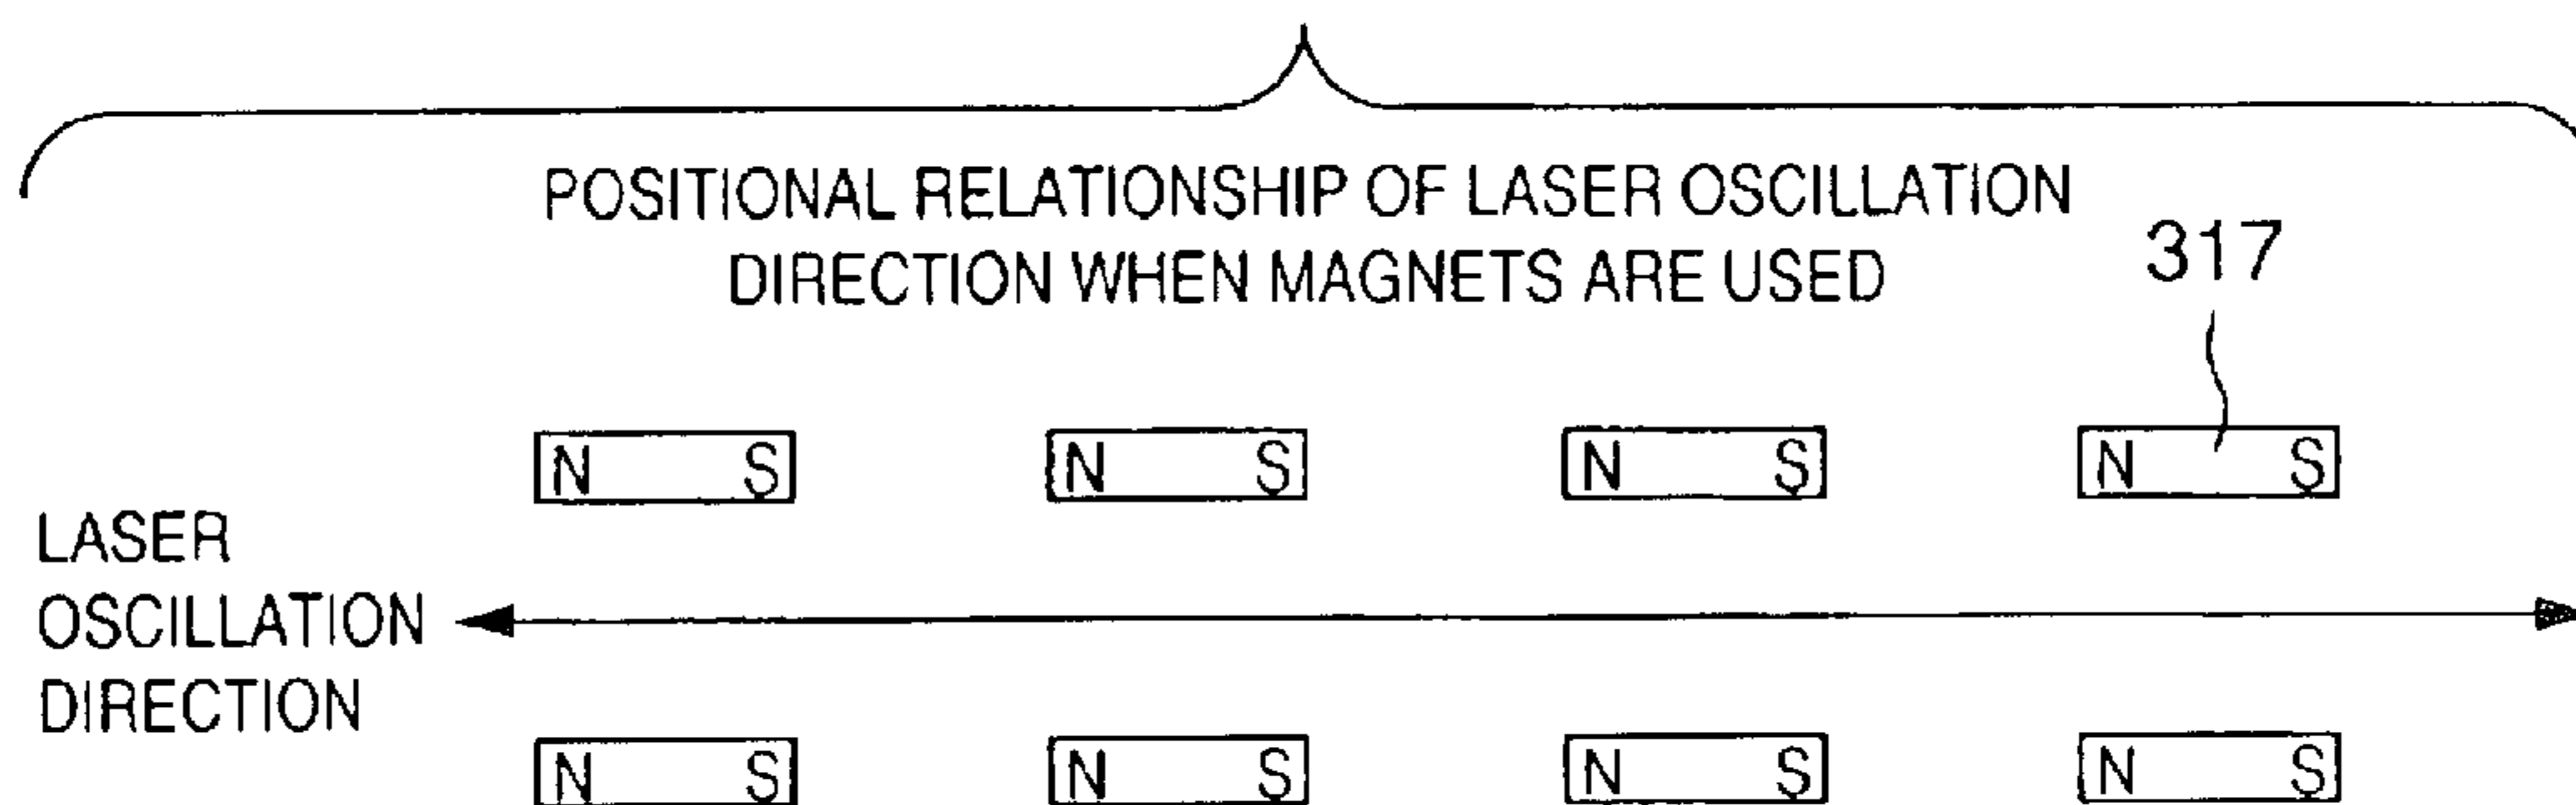 POSITIONAL RELATIONSHIP OF LASER OSCILLATION
DIRECTION WHEN MAGNETS ARE USED
317
N S N S N S N S
LASER
OSCILLATION
DIRECTION
N S N S N S N S